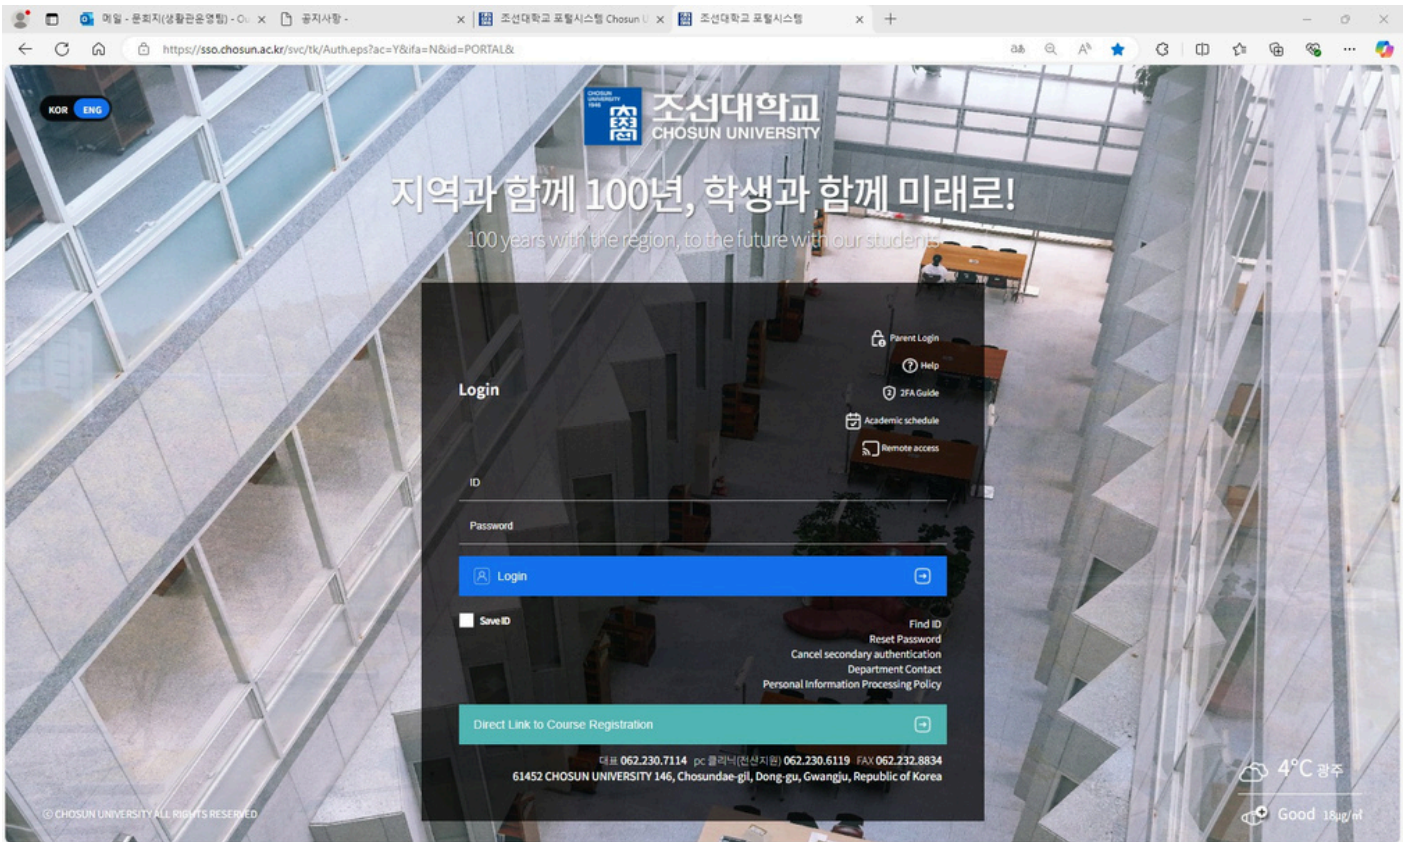 메일 - 문희지(생활관운영팀) - Ou
공지사항 -
조선대학교 포털시스템 Chosun U
조선대학교 포털시스템
https://sso.chosun.ac.kr/svc/tk/Auth.eps?ac=Y&ifa=N&id=PORTAL&
KOR ENG
CHOSUN UNIVERSITY 1946
조선대학교
CHOSUN UNIVERSITY
지역과 함께 100년, 학생과 함께 미래로!
100 years with the region, to the future with our students
Parent Login
Help
Login
2FA Guide
Academic schedule
Remote access
ID
Password
Login
Save ID
Find ID
Reset Password
Cancel secondary authentication
Department Contact
Personal Information Processing Policy
Direct Link to Course Registration
대표 062.230.7114 pc 클리닉(전산지원) 062.230.6119 FAX 062.232.8834
61452 CHOSUN UNIVERSITY 146, Chosundae-gil, Dong-gu, Gwangju, Republic of Korea
4°C 광주
Good 18㎍/㎥
ⓒ CHOSUN UNIVERSITY ALL RIGHTS RESERVED